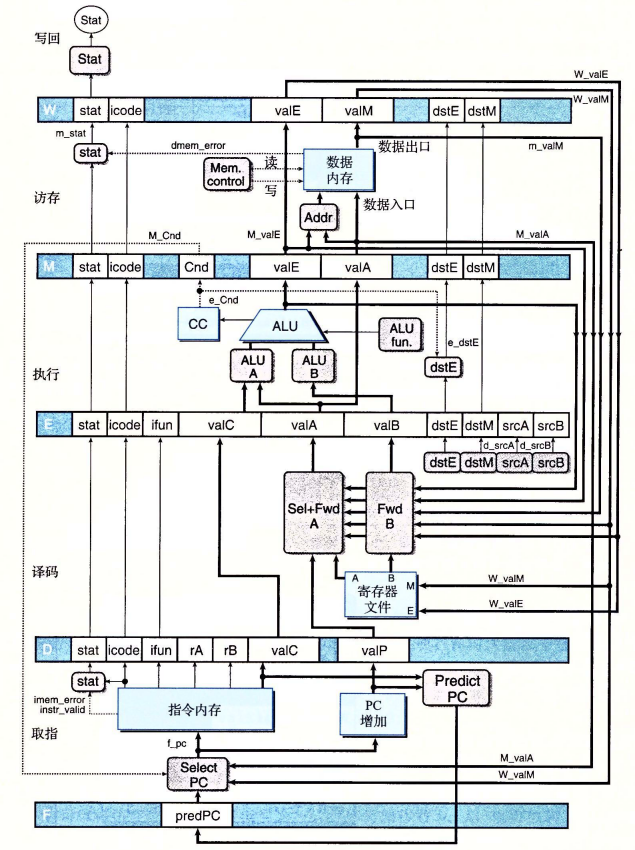 Stat
写回
Stat
W_valE
W_valM
W stat icode valE valM dstE dstM
m_stat
stat
dmem_error
数据出口
m_valM
Mem.
control
读
写
数据
内存
访存
Addr
数据入口
M_Cnd
M_valE
M_valA
M stat icode Cnd valE valA dstE dstM
e_Cnd
CC
ALU
ALU
fun.
e_dstE
ALU
A
ALU
B
dstE
执行
E stat icode ifun valC valA valB dstE dstM srcA srcB
d_srcA d_srcB
dstE dstM srcA srcB
Sel+Fwd
A
Fwd
B
译码
A B
寄存器
文件
M
E
W_valM
W_valE
D stat icode ifun rA rB valC valP
stat
imem_error
instr_valid
指令内存
PC
增加
Predict
PC
取指
f_pc
Select
PC
M_valA
W_valM
F predPC